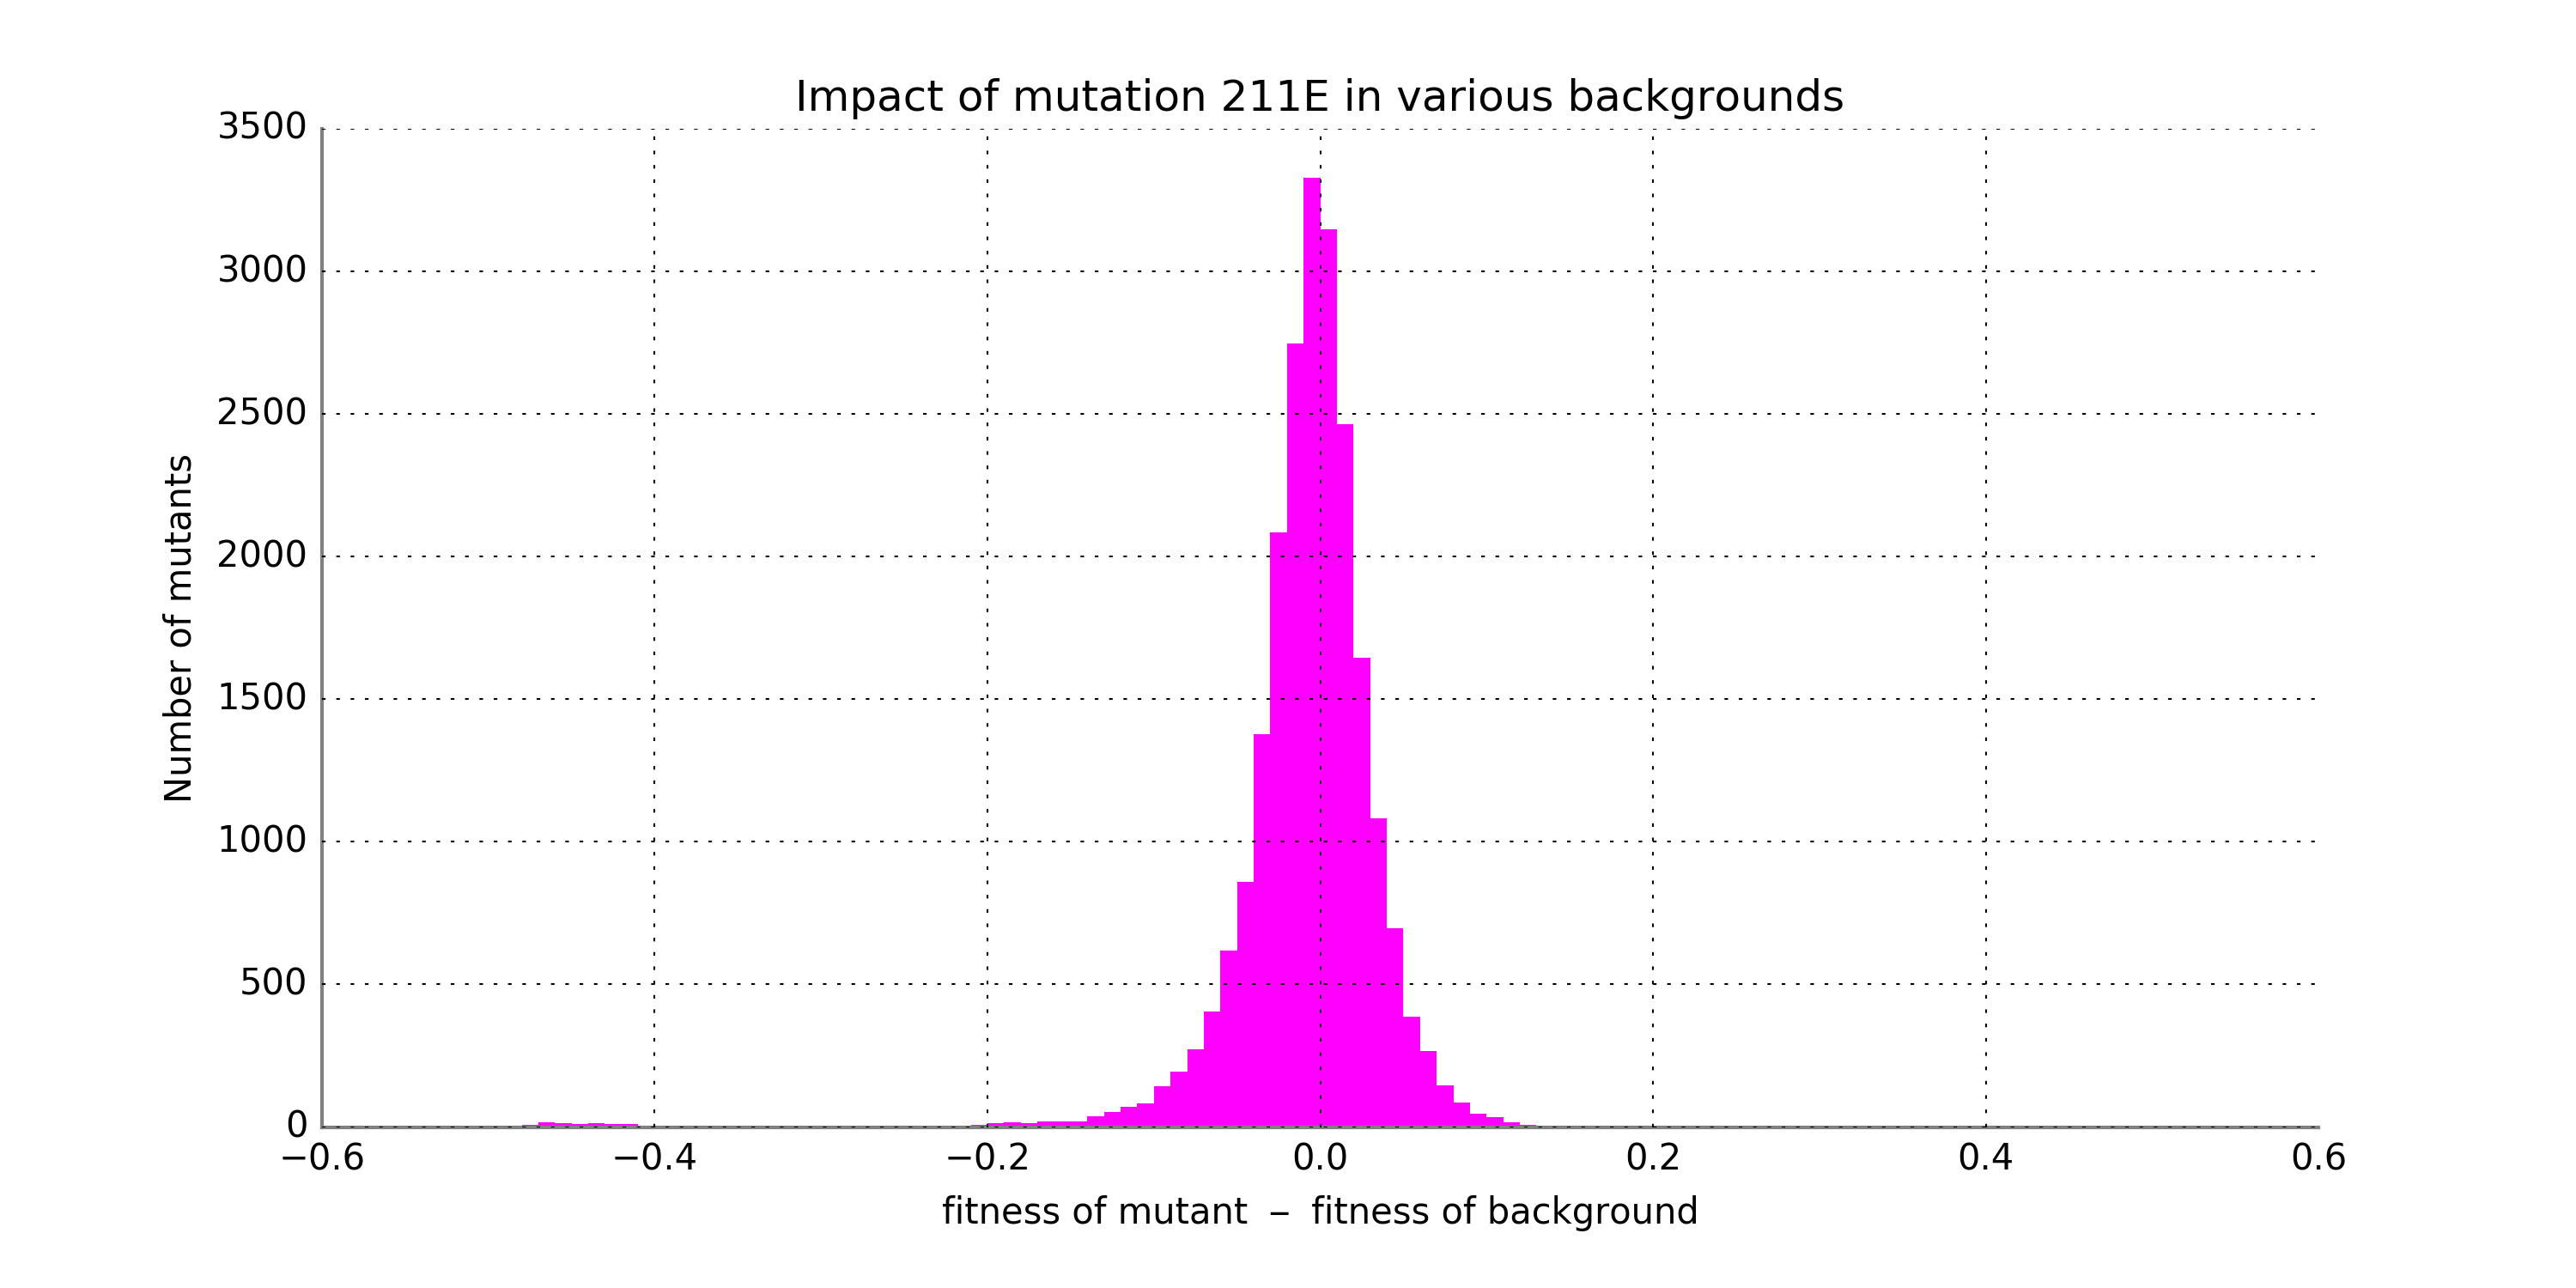 Impact of mutation 211E in various backgrounds
3500
3000
2500
2000
1500
1000
500
0
Number of mutants
−0.6 −0.4 −0.2 0.0 0.2 0.4 0.6
fitness of mutant − fitness of background